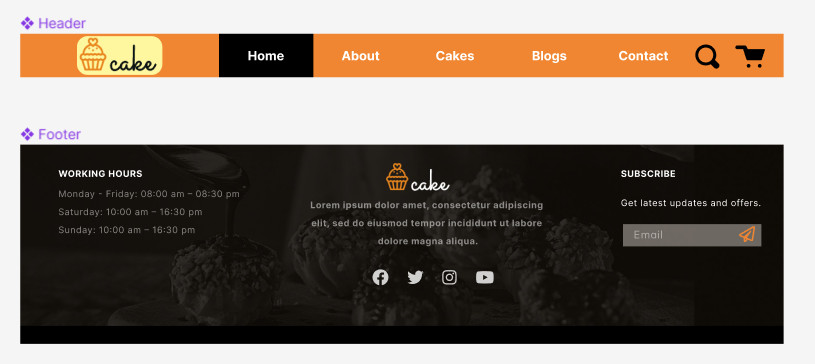 Header
cake
Home About Cakes Blogs Contact
Footer
WORKING HOURS
Monday - Friday: 08:00 am – 08:30 pm
Saturday: 10:00 am – 16:30 pm
Sunday: 10:00 am – 16:30 pm
cake
Lorem ipsum dolor amet, consectetur adipiscing
elit, sed do eiusmod tempor incididunt ut labore
dolore magna aliqua.
SUBSCRIBE
Get latest updates and offers.
Email